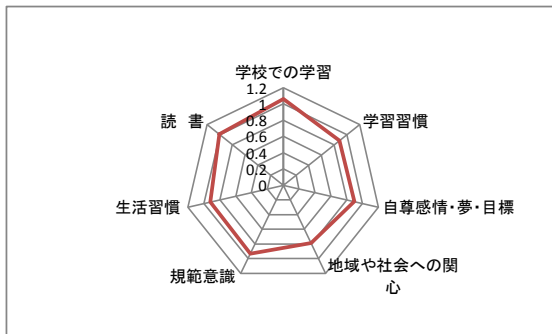 学校での学習
1.2
1
0.8
0.6
0.4
0.2
0
学習習慣
自尊感情・夢・目標
地域や社会への関
心
規範意識
生活習慣
読　書